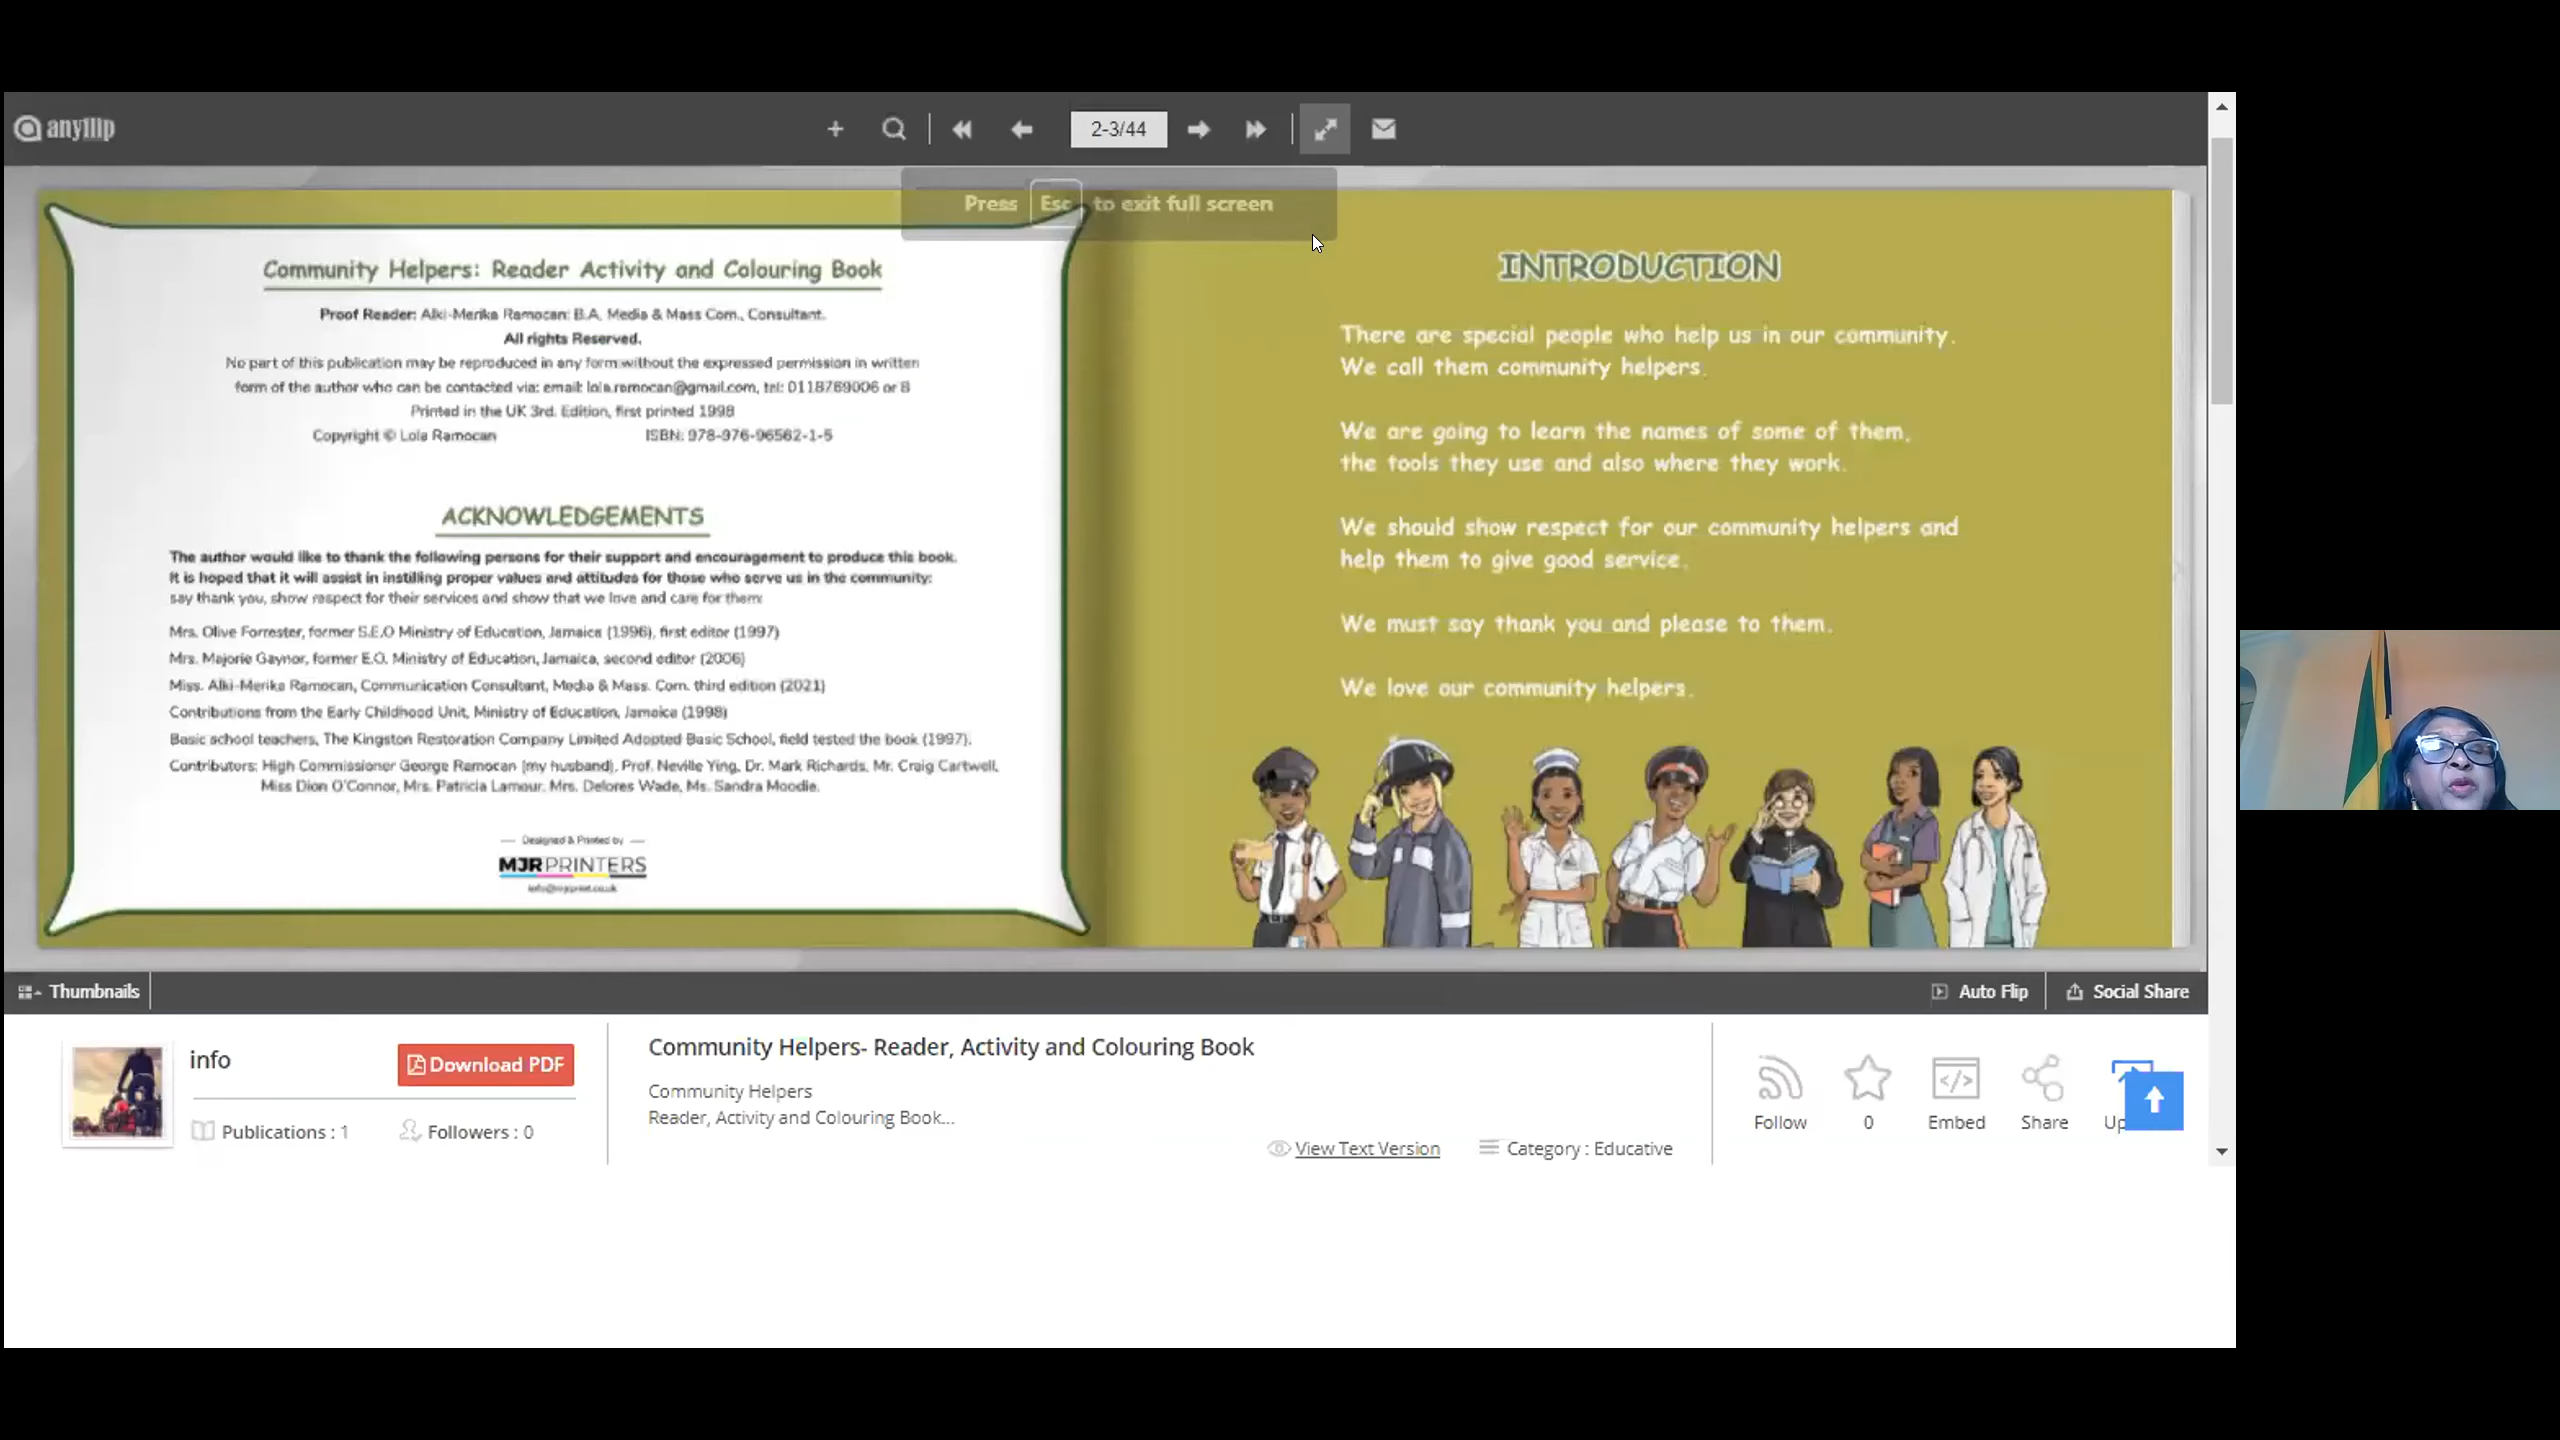 anyflip
2-3/44
Press Esc to exit full screen
Community Helpers: Reader Activity and Colouring Book
Proof Reader: Alki-Merika Ramocan: B.A. Media & Mass Com., Consultant.
All rights Reserved.
No part of this publication may be reproduced in any form without the expressed permission in written
form of the author who can be contacted via: email: lola.ramocan@gmail.com, tel: 0118769006 or 8
Printed in the UK 3rd. Edition, first printed 1998
Copyright © Lola Ramocan ISBN: 978-976-96562-1-5
ACKNOWLEDGEMENTS
The author would like to thank the following persons for their support and encouragement to produce this book.
It is hoped that it will assist in instilling proper values and attitudes for those who serve us in the community:
say thank you, show respect for their services and show that we love and care for them:
Mrs. Olive Forrester, former S.E.O Ministry of Education, Jamaica (1996), first editor (1997)
Mrs. Majorie Gaynor, former E.O. Ministry of Education, Jamaica, second editor (2006)
Miss. Alki-Merika Ramocan, Communication Consultant, Media & Mass. Com. third edition (2021)
Contributions from the Early Childhood Unit, Ministry of Education, Jamaica (1998)
Basic school teachers, The Kingston Restoration Company Limited Adopted Basic School, field tested the book (1997).
Contributors: High Commissioner George Ramocan (my husband), Prof. Neville Ying, Dr. Mark Richards, Mr. Craig Cartwell,
Miss Dion O'Connor, Mrs. Patricia Lamour, Mrs. Delores Wade, Ms. Sandra Moodie.
Designed & Printed by
MJR PRINTERS
info@mjrprint.co.uk
INTRODUCTION
There are special people who help us in our community.
We call them community helpers.
We are going to learn the names of some of them,
the tools they use and also where they work.
We should show respect for our community helpers and
help them to give good service.
We must say thank you and please to them.
We love our community helpers.
Thumbnails
Auto Flip
Social Share
info
Download PDF
Publications : 1
Followers : 0
Community Helpers- Reader, Activity and Colouring Book
Community Helpers
Reader, Activity and Colouring Book...
View Text Version
Category : Educative
Follow
0
Embed
Share
Up